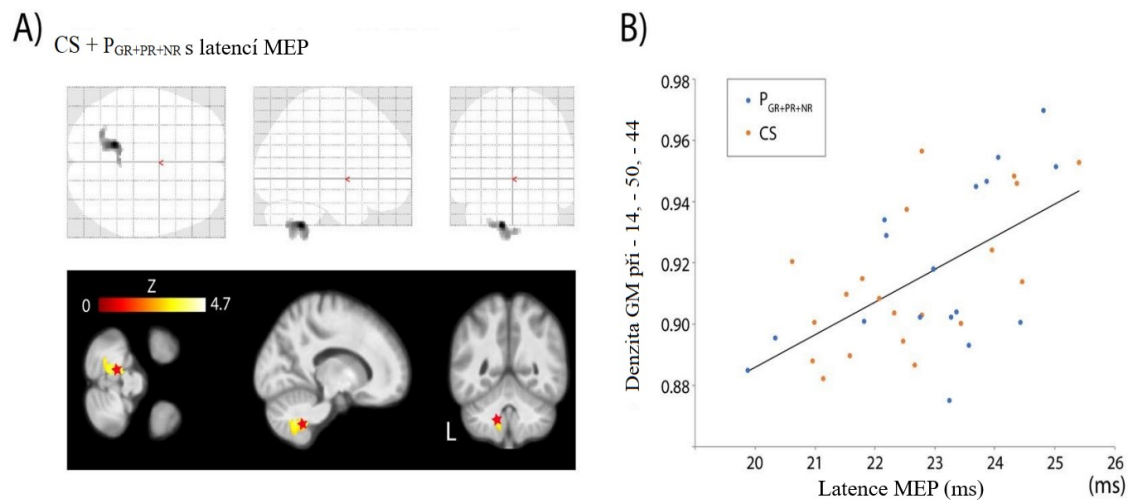 A)
CS + PGR+PR+NR s latencí MEP
<
<
<
Z
0
4.7
L
B)
Denzita GM při - 14, - 50, - 44
0.98
0.96
0.94
0.92
0.90
0.88
PGR+PR+NR
CS
20 21 22 23 24 25 26
Latence MEP (ms)
(ms)